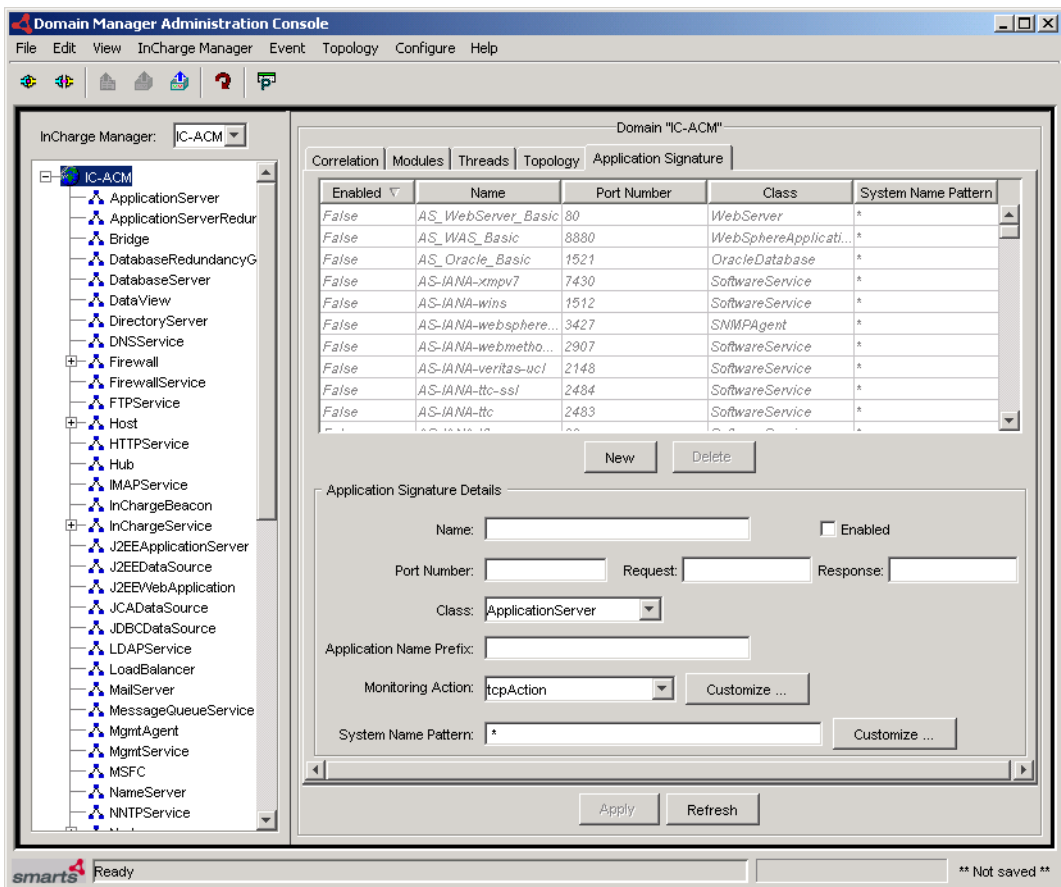 Domain Manager Administration Console
File Edit View InCharge Manager Event Topology Configure Help
InCharge Manager: IC-ACM
IC-ACM
ApplicationServer
ApplicationServerRedur
Bridge
DatabaseRedundancyG
DatabaseServer
DataView
DirectoryServer
DNSService
Firewall
FirewallService
FTPService
Host
HTTPService
Hub
IMAPService
InChargeBeacon
InChargeService
J2EEApplicationServer
J2EEDataSource
J2EEWebApplication
JCADataSource
JDBCDataSource
LDAPService
LoadBalancer
MailServer
MessageQueueService
MgmtAgent
MgmtService
MSFC
NameServer
NNTPService
Domain "IC-ACM"
Correlation Modules Threads Topology Application Signature
Enabled Name Port Number Class System Name Pattern
False AS_WebServer_Basic 80 WebServer *
False AS_WAS_Basic 8880 WebSphereApplicati... *
False AS_Oracle_Basic 1521 OracleDatabase *
False AS-IANA-xmpv7 7430 SoftwareService *
False AS-IANA-wins 1512 SoftwareService *
False AS-IANA-websphere... 3427 SNMPAgent *
False AS-IANA-webmetho... 2907 SoftwareService *
False AS-IANA-veritas-ucl 2148 SoftwareService *
False AS-IANA-ttc-ssl 2484 SoftwareService *
False AS-IANA-ttc 2483 SoftwareService *
New Delete
Application Signature Details
Name: Enabled
Port Number: Request: Response:
Class: ApplicationServer
Application Name Prefix:
Monitoring Action: tcpAction Customize ...
System Name Pattern: * Customize ...
Apply Refresh
smarts Ready ** Not saved **